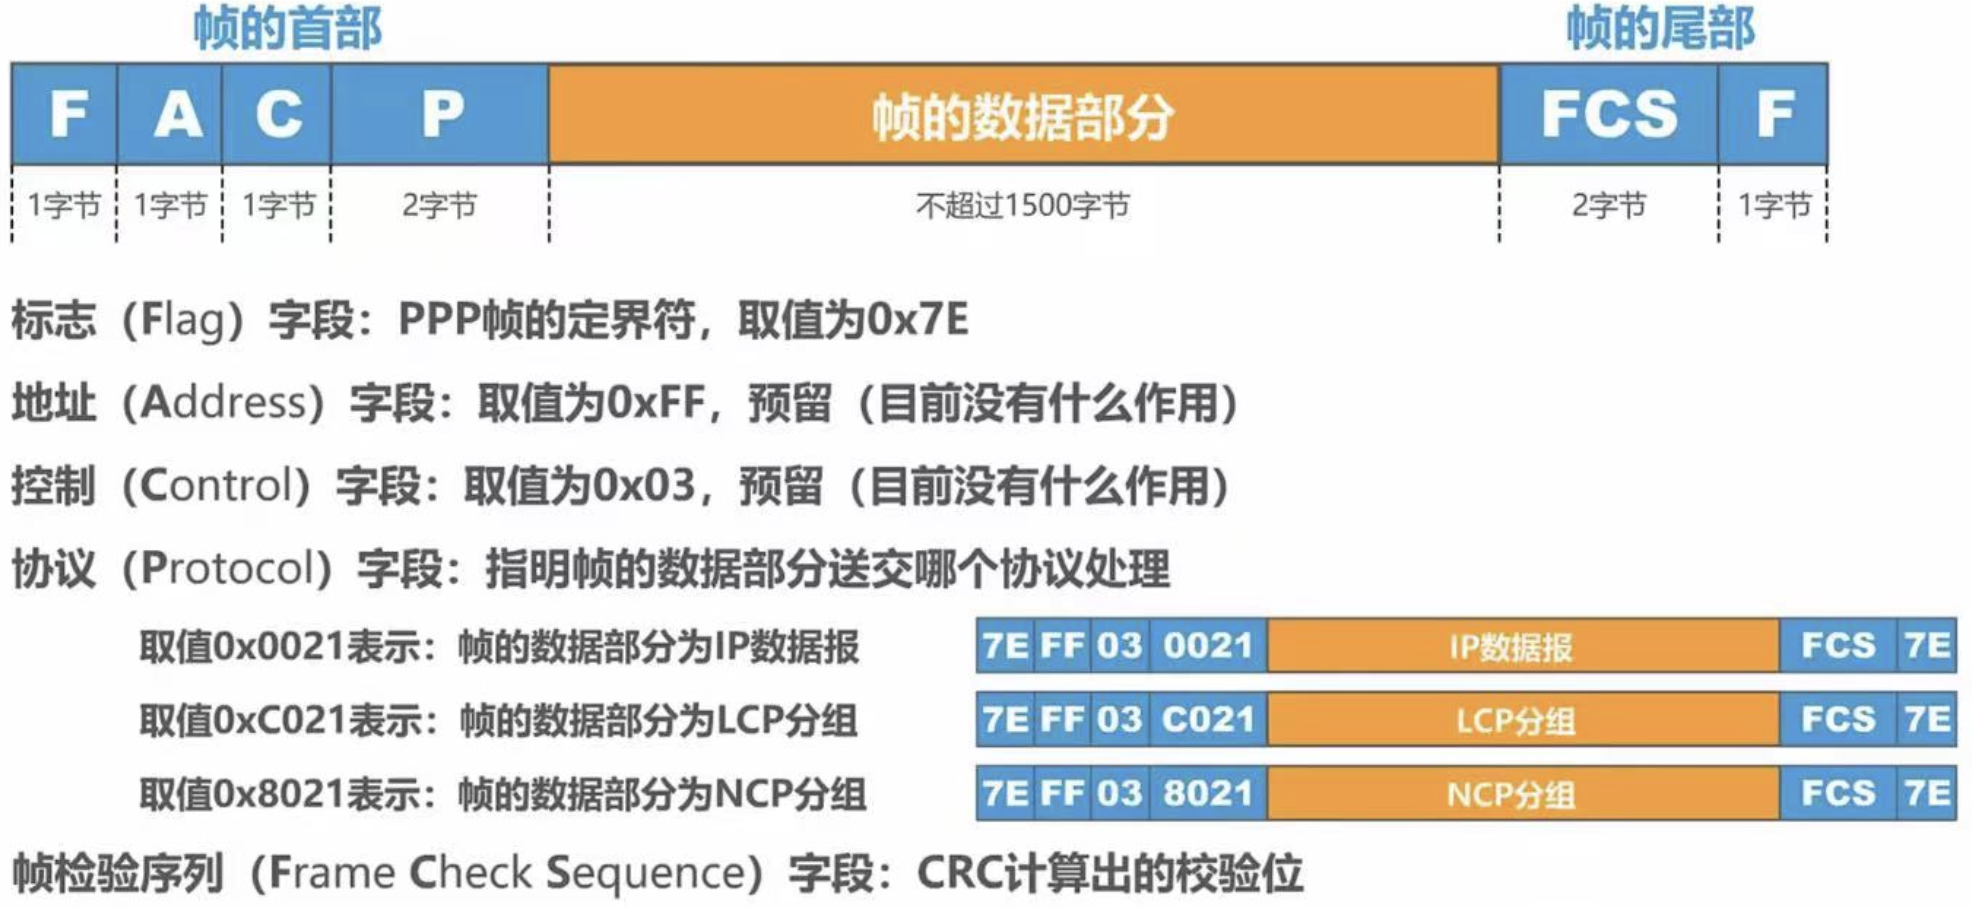 帧的首部 帧的尾部
F A C P 帧的数据部分 FCS F
1字节 1字节 1字节 2字节 不超过1500字节 2字节 1字节
标志（Flag）字段：PPP帧的定界符，取值为0x7E
地址（Address）字段：取值为0xFF，预留（目前没有什么作用）
控制（Control）字段：取值为0x03，预留（目前没有什么作用）
协议（Protocol）字段：指明帧的数据部分送交哪个协议处理
取值0x0021表示：帧的数据部分为IP数据报 7E FF 03 0021 IP数据报 FCS 7E
取值0xC021表示：帧的数据部分为LCP分组 7E FF 03 C021 LCP分组 FCS 7E
取值0x8021表示：帧的数据部分为NCP分组 7E FF 03 8021 NCP分组 FCS 7E
帧检验序列（Frame Check Sequence）字段：CRC计算出的校验位